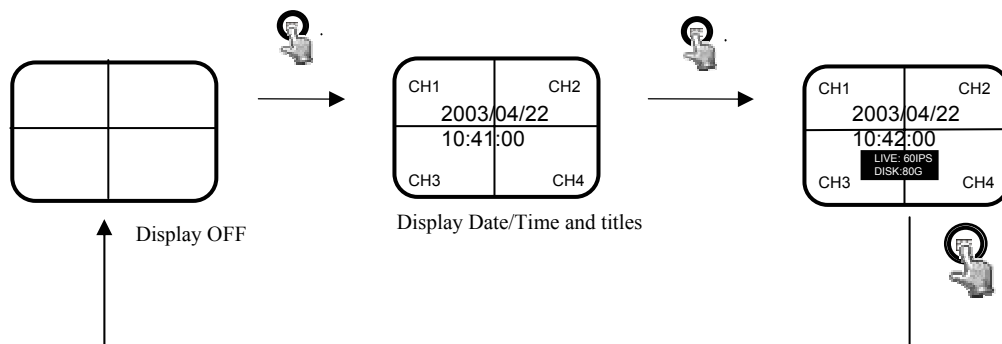 Display OFF
CH1 CH2
2003/04/22
10:41:00
CH3 CH4
Display Date/Time and titles
CH1 CH2
2003/04/22
10:42:00
LIVE: 60IPS
DISK:80G
CH3 CH4